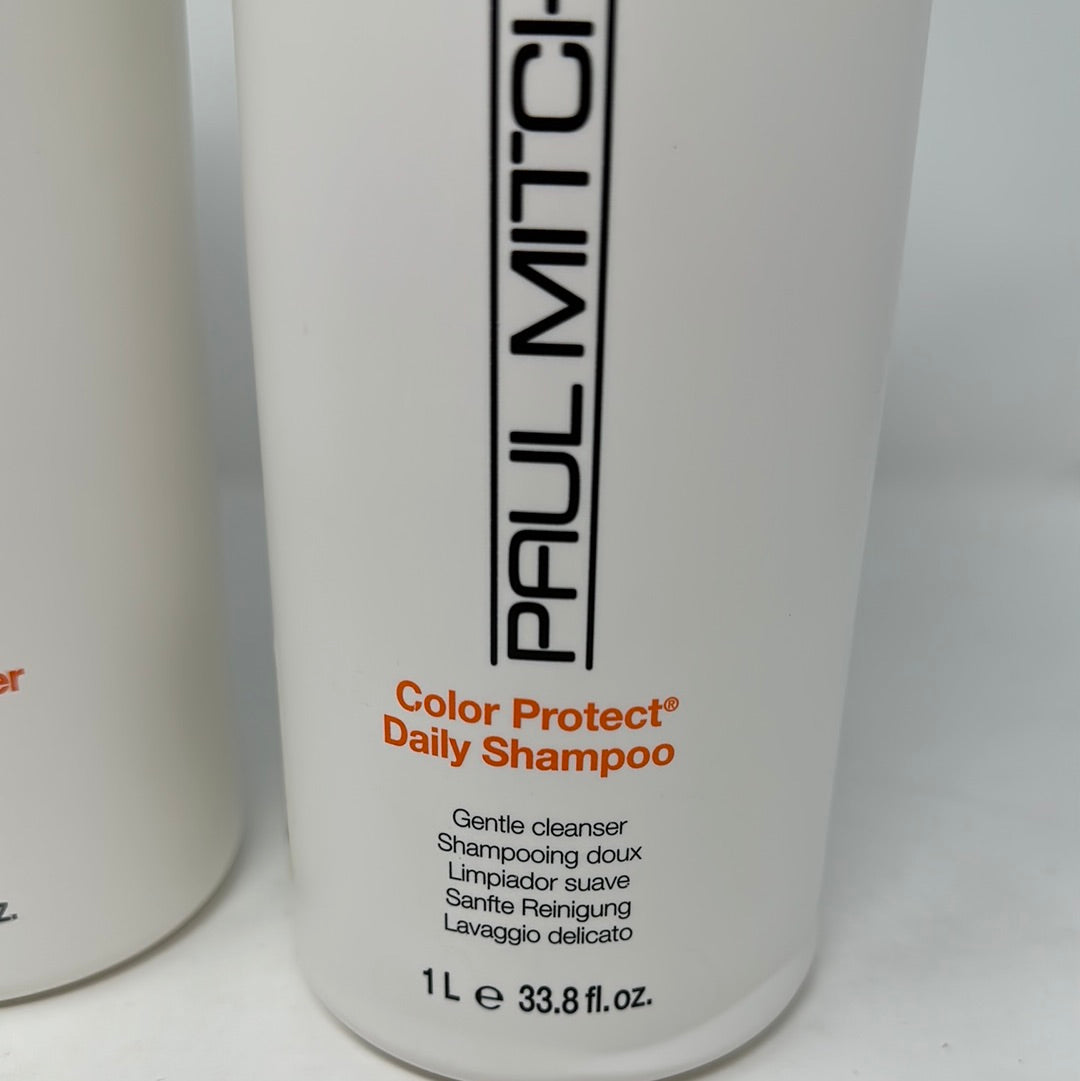 PAUL MITCH
Color Protect®
Daily Shampoo
Gentle cleanser
Shampooing doux
Limpiador suave
Sanfte Reinigung
Lavaggio delicato
1 L ℮ 33.8 fl. oz.
er
z.